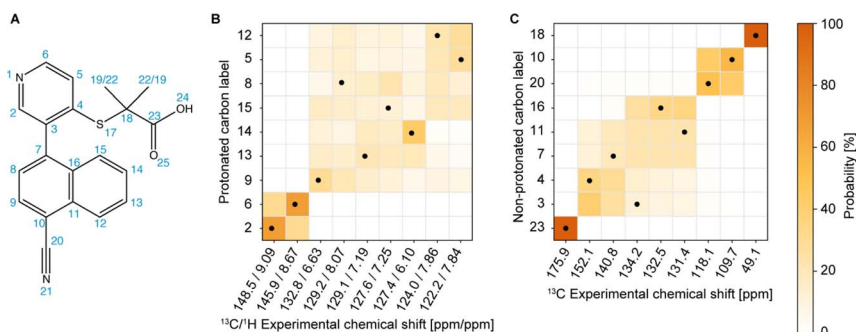 A
B
C
6
1
N
5
19/22
22/19
2
4
24
OH
3
S
17
18
23
O
25
7
16
15
8
14
9
13
11
10
12
20
N
21
Protonated carbon label
12
5
8
15
14
13
9
6
2
148.5 / 9.09
145.9 / 8.67
132.8 / 6.63
129.2 / 8.07
129.1 / 7.19
127.6 / 7.25
127.4 / 6.10
124.0 / 7.86
122.2 / 7.84
¹³C/¹H Experimental chemical shift [ppm/ppm]
Non-protonated carbon label
18
10
20
16
11
7
4
3
23
175.9
152.1
140.8
134.2
132.5
131.4
118.1
109.7
49.1
¹³C Experimental chemical shift [ppm]
100
80
60
40
20
0
Probability [%]